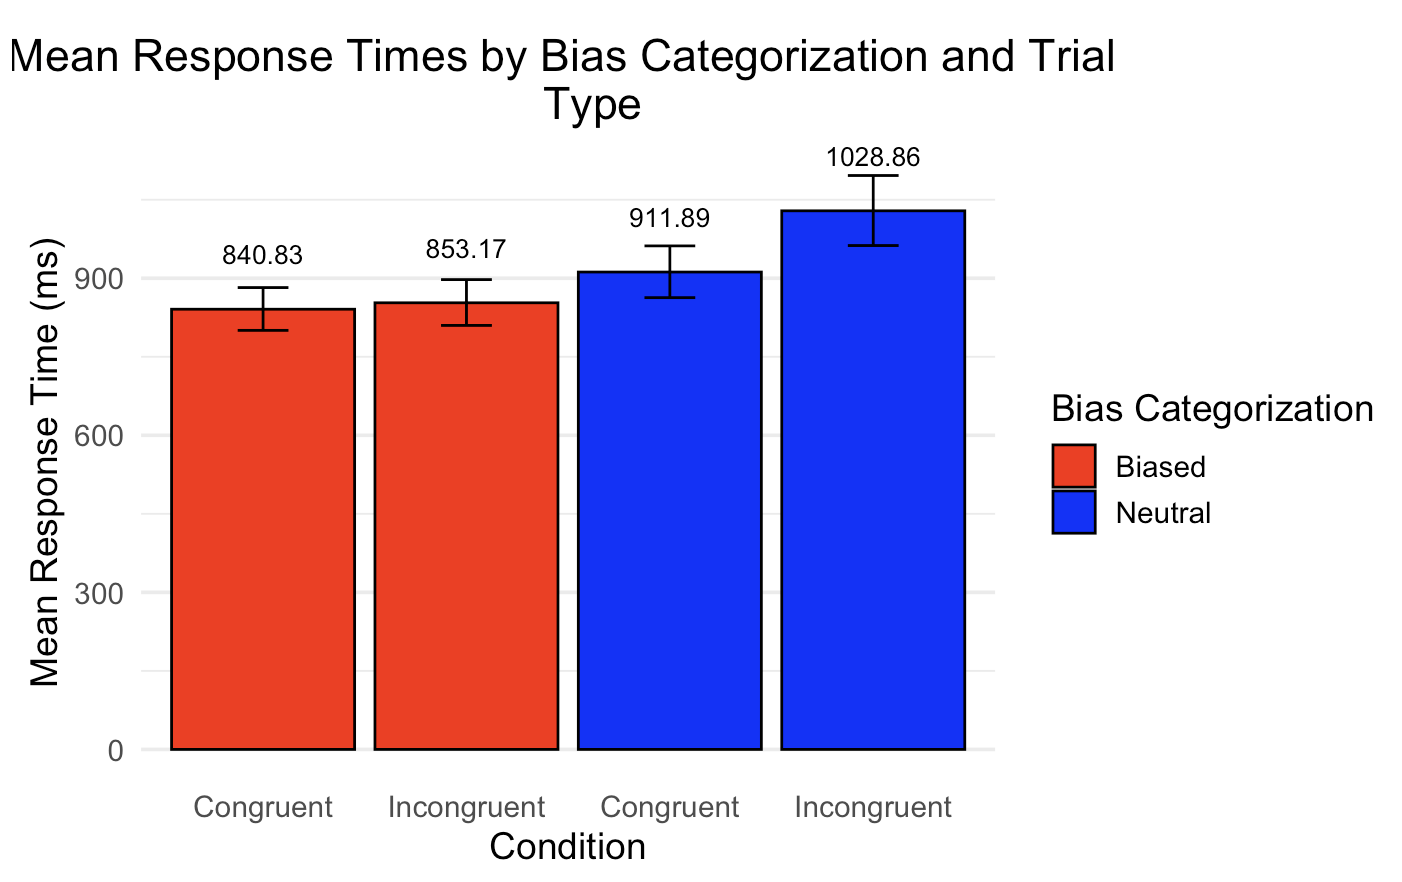 Mean Response Times by Bias Categorization and Trial
Type
1028.86
911.89
853.17
840.83
Mean Response Time (ms)
900
600
300
0
Congruent Incongruent Congruent Incongruent
Condition
Bias Categorization
Biased
Neutral